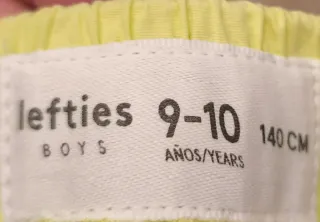 lefties
BOYS
9-10
AÑOS/YEARS
140 CM